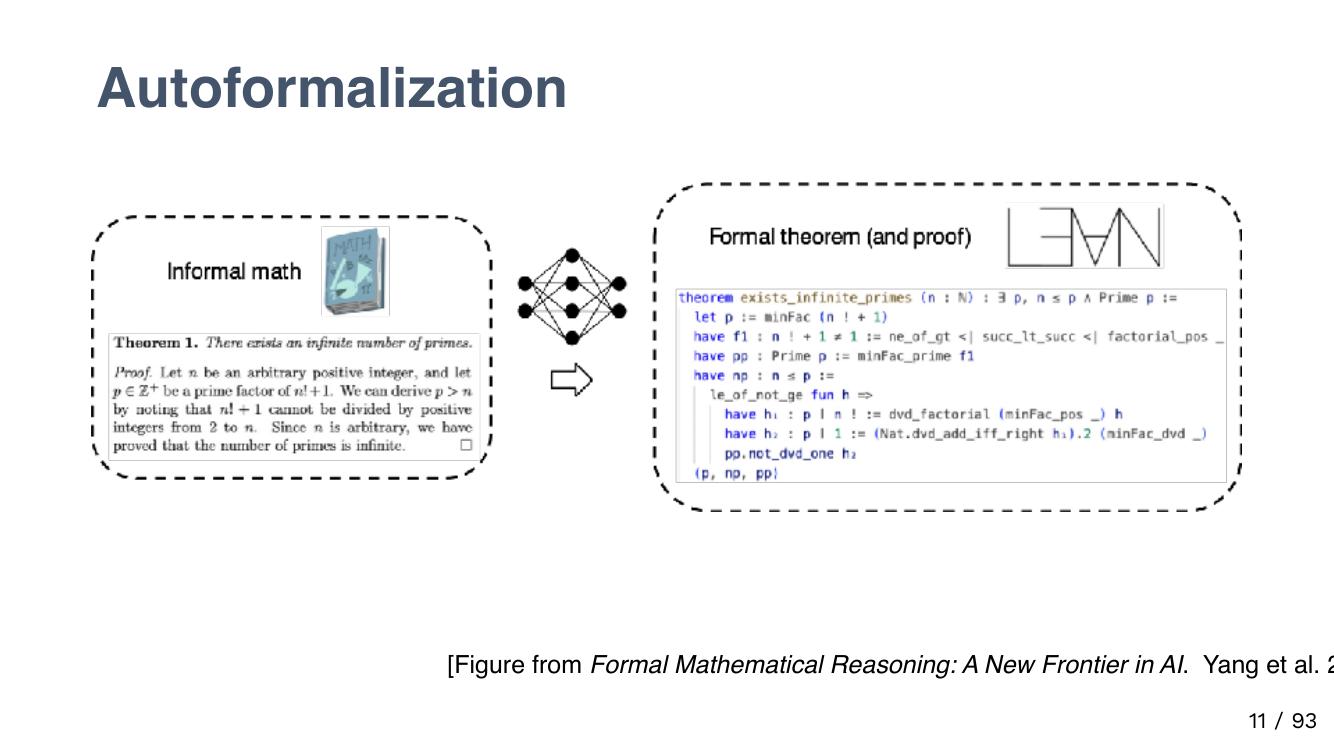 Autoformalization
Informal math
MATH
Theorem 1. There exists an infinite number of primes.
Proof. Let n be an arbitrary positive integer, and let
p ∈ ℤ⁺ be a prime factor of n!+1. We can derive p > n
by noting that n! + 1 cannot be divided by positive
integers from 2 to n. Since n is arbitrary, we have
proved that the number of primes is infinite. □
Formal theorem (and proof)
L∃∀N
theorem exists_infinite_primes (n : ℕ) : ∃ p, n ≤ p ∧ Prime p :=
let p := minFac (n ! + 1)
have f1 : n ! + 1 ≠ 1 := ne_of_gt <| succ_lt_succ <| factorial_pos _
have pp : Prime p := minFac_prime f1
have np : n ≤ p :=
le_of_not_ge fun h =>
have h₁ : p ∣ n ! := dvd_factorial (minFac_pos _) h
have h₂ : p ∣ 1 := (Nat.dvd_add_iff_right h₁).2 (minFac_dvd _)
pp.not_dvd_one h₂
⟨p, np, pp⟩
[Figure from Formal Mathematical Reasoning: A New Frontier in AI. Yang et al. 2
11 / 93